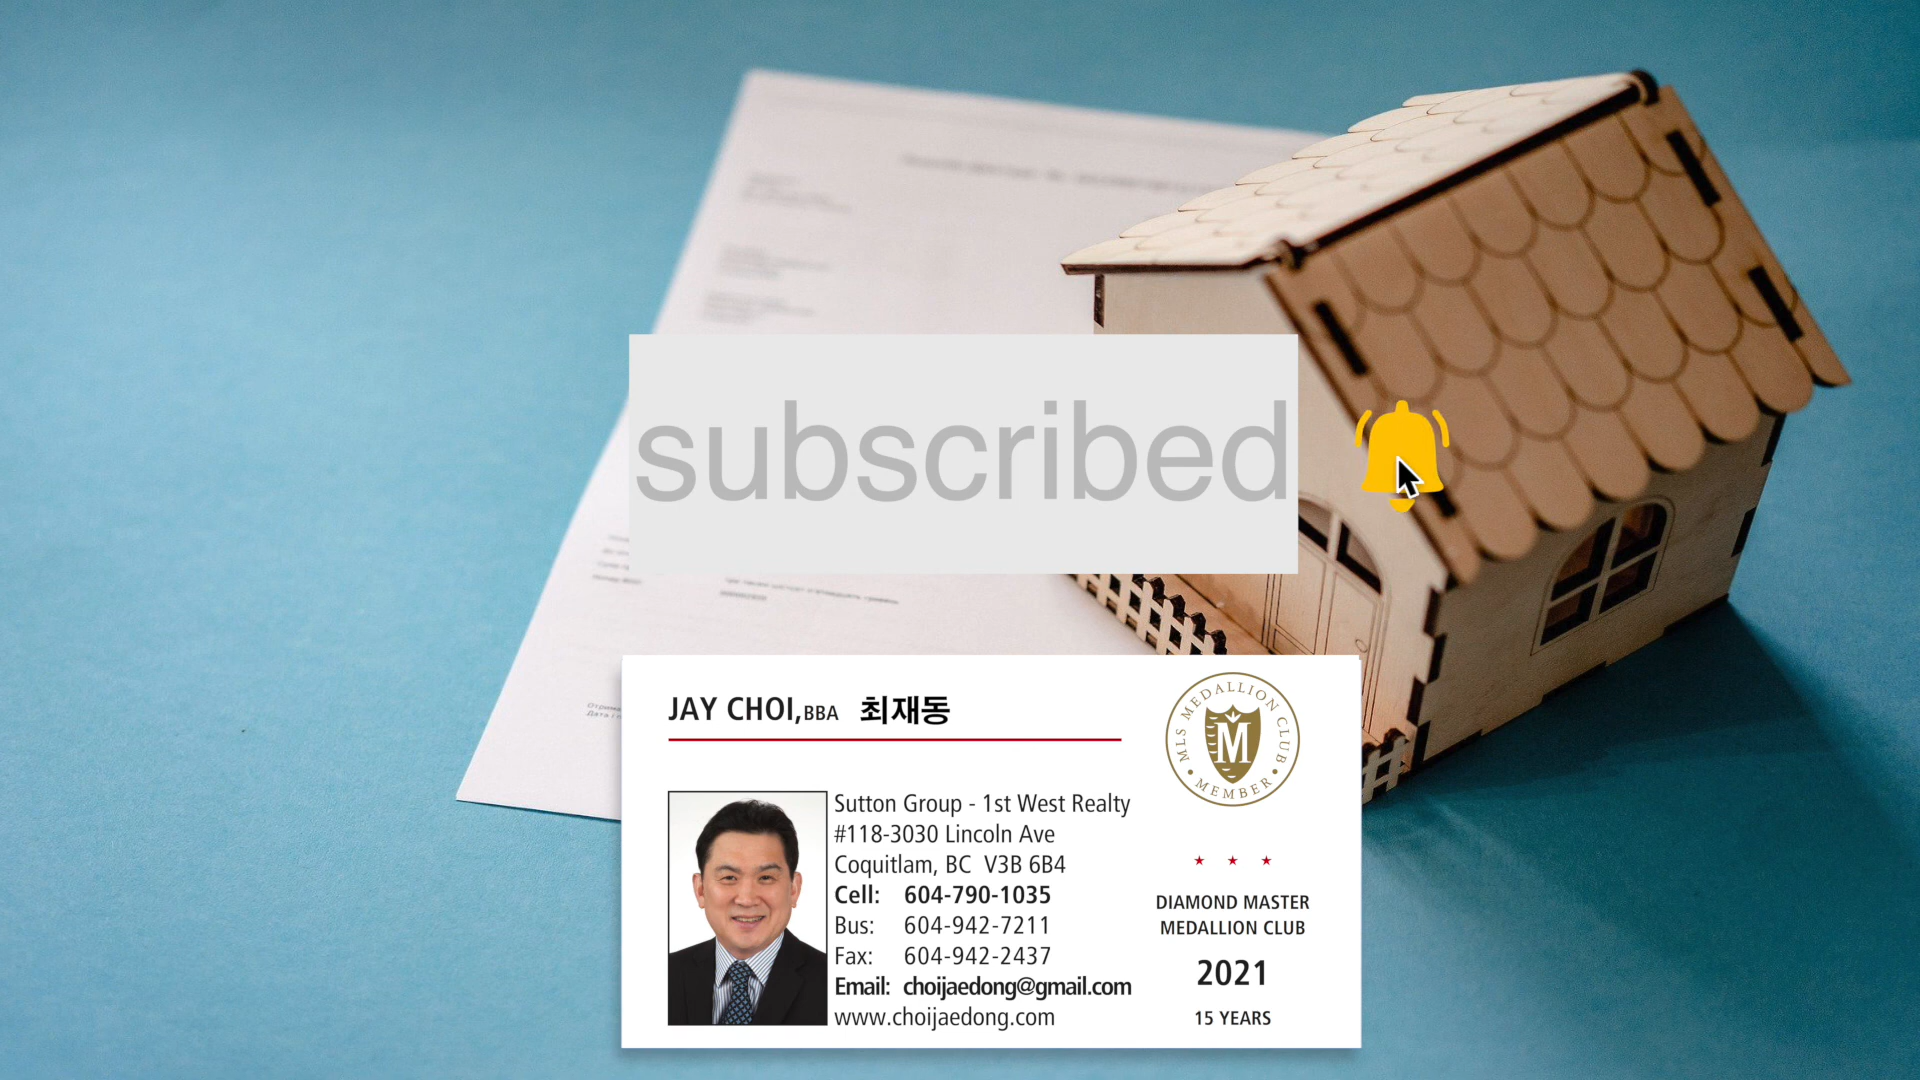 subscribed
JAY CHOI, BBA 최재동
MLS MEDALLION CLUB
• MEMBER •
M
Sutton Group - 1st West Realty
#118-3030 Lincoln Ave
Coquitlam, BC V3B 6B4
Cell: 604-790-1035
Bus: 604-942-7211
Fax: 604-942-2437
Email: choijaedong@gmail.com
www.choijaedong.com
★ ★ ★
DIAMOND MASTER
MEDALLION CLUB
2021
15 YEARS